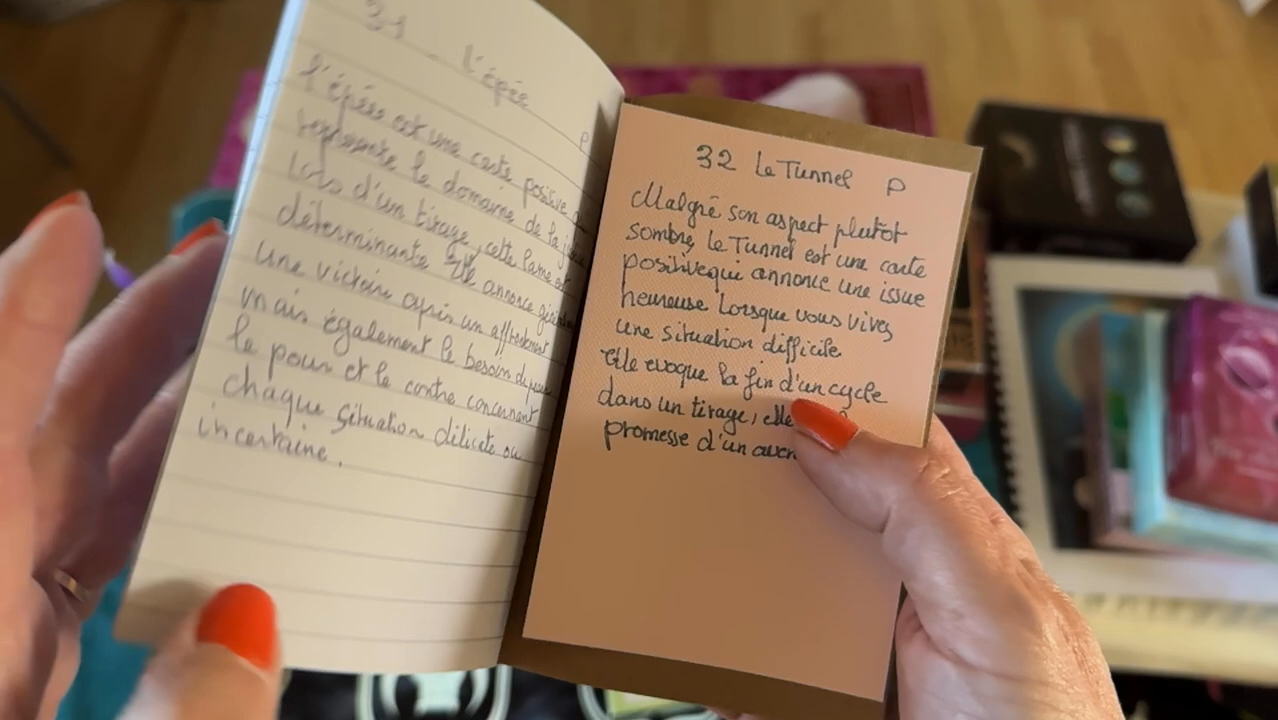 31 - L'épée
P
l'épée est une carte positive
représente le domaine de la
Lors d'un tirage, cette lame est
déterminante Elle annonce
une victoire après un affrontement
mais également le besoin de
le pour et le contre concernant
chaque situation délicate ou
incertaine.
32 Le Tunnel P
Malgré son aspect plutôt
sombre, le Tunnel est une carte
positive qui annonce une issue
heureuse Lorsque vous vivez
une situation difficile
Elle evoque la fin d'un cycle
dans un tirage, elle
promesse d'un